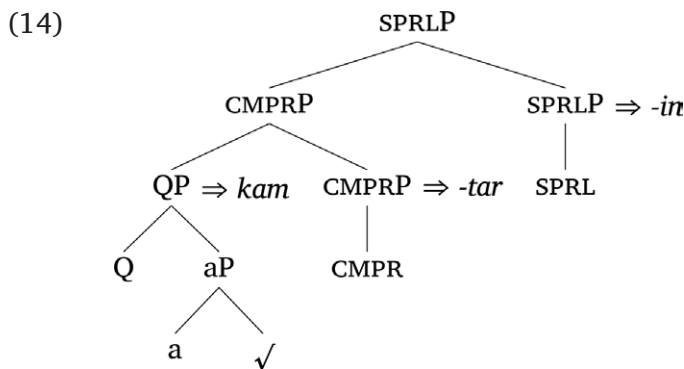 (14) SPRLP
CMPRP SPRLP ⇒ -in
QP ⇒ kam CMPRP ⇒ -tar SPRL
Q aP CMPR
a √